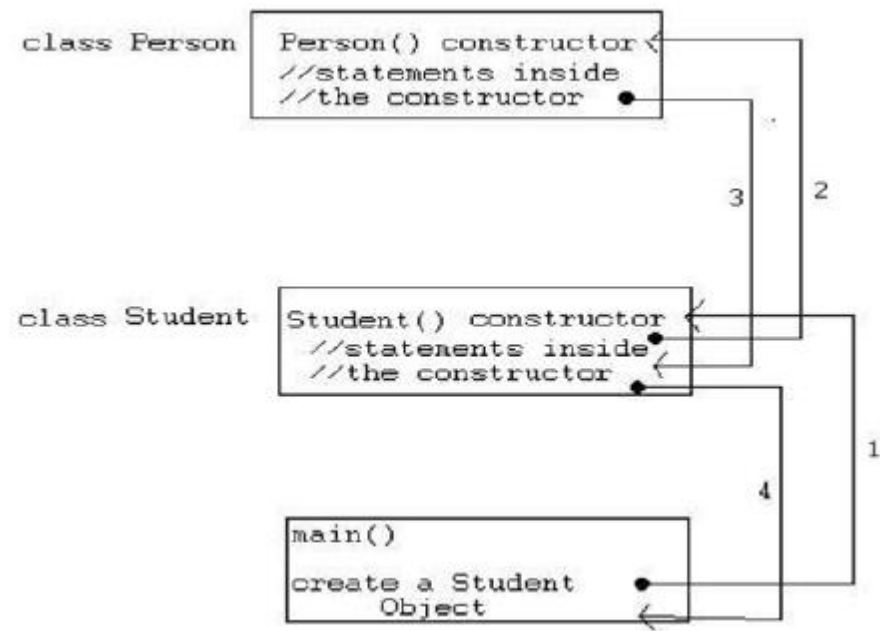 class Person
Person() constructor
//statements inside
//the constructor
3
2
class Student
Student() constructor
//statements inside
//the constructor
1
4
main()
create a Student
Object